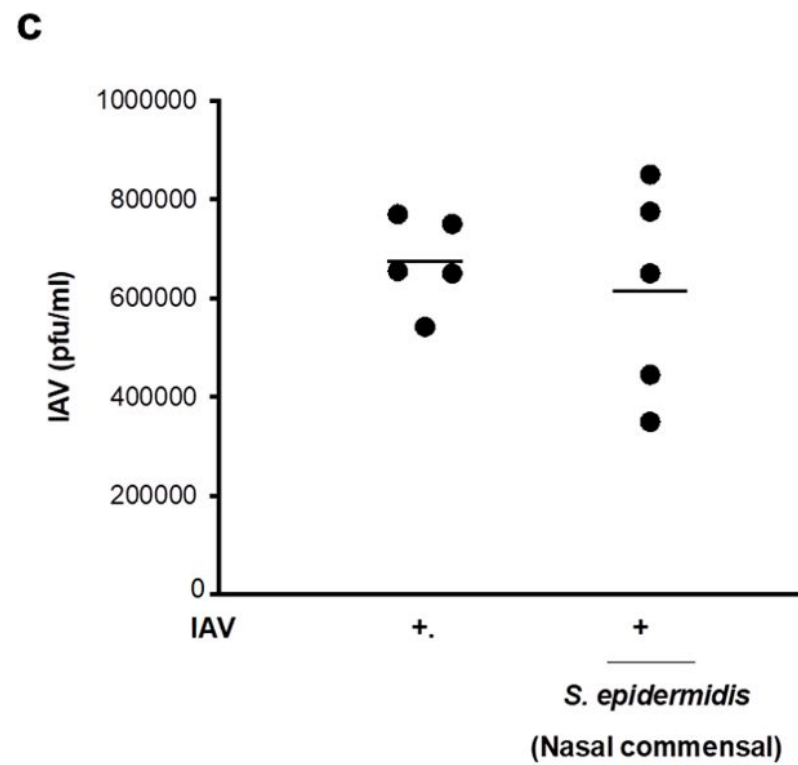 c
1000000
800000
600000
400000
200000
0
IAV (pfu/ml)
IAV +. +
S. epidermidis
(Nasal commensal)